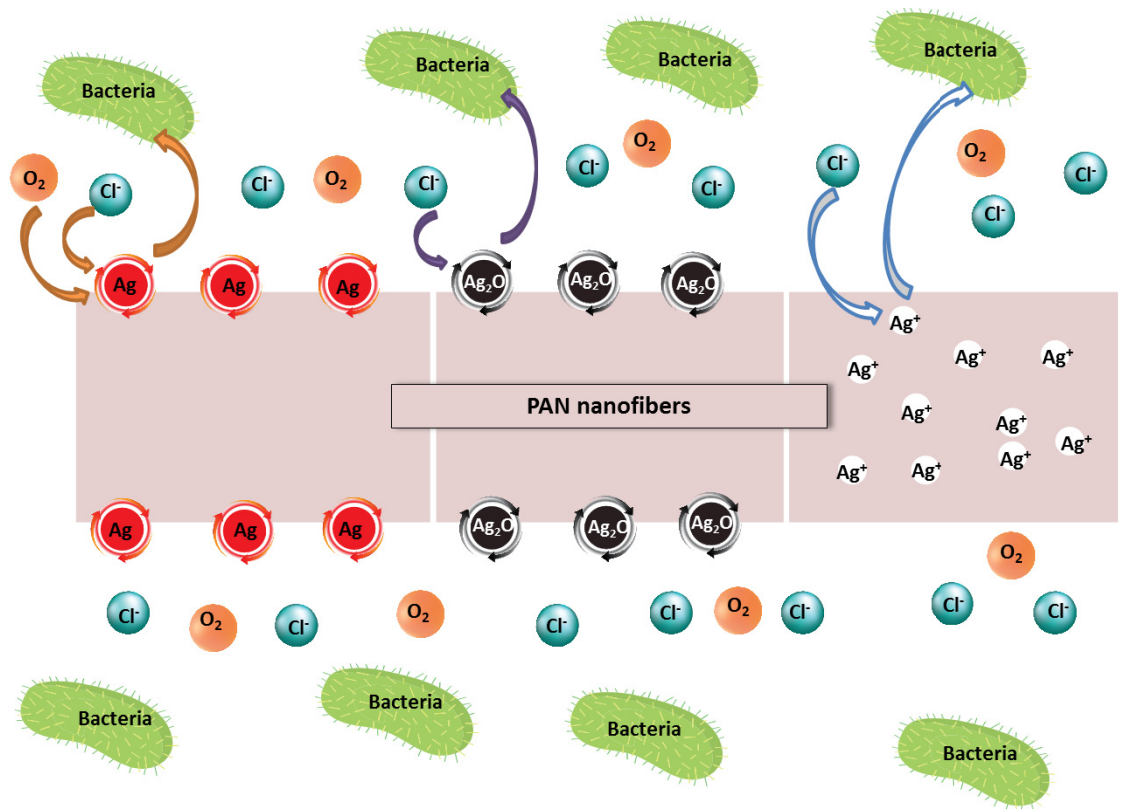 Bacteria
Bacteria
Bacteria
Bacteria
O₂
Cl⁻
Cl⁻
O₂
Cl⁻
Cl⁻
O₂
Cl⁻
Cl⁻
O₂
Cl⁻
Cl⁻
Ag
Ag
Ag
Ag₂O
Ag₂O
Ag₂O
Ag⁺
Ag⁺
Ag⁺
Ag⁺
PAN nanofibers
Ag⁺
Ag⁺
Ag⁺
Ag⁺
Ag⁺
Ag⁺
Ag
Ag
Ag
Ag₂O
Ag₂O
Ag₂O
O₂
Cl⁻
O₂
Cl⁻
O₂
Cl⁻
Cl⁻
O₂
Cl⁻
Cl⁻
Cl⁻
Bacteria
Bacteria
Bacteria
Bacteria